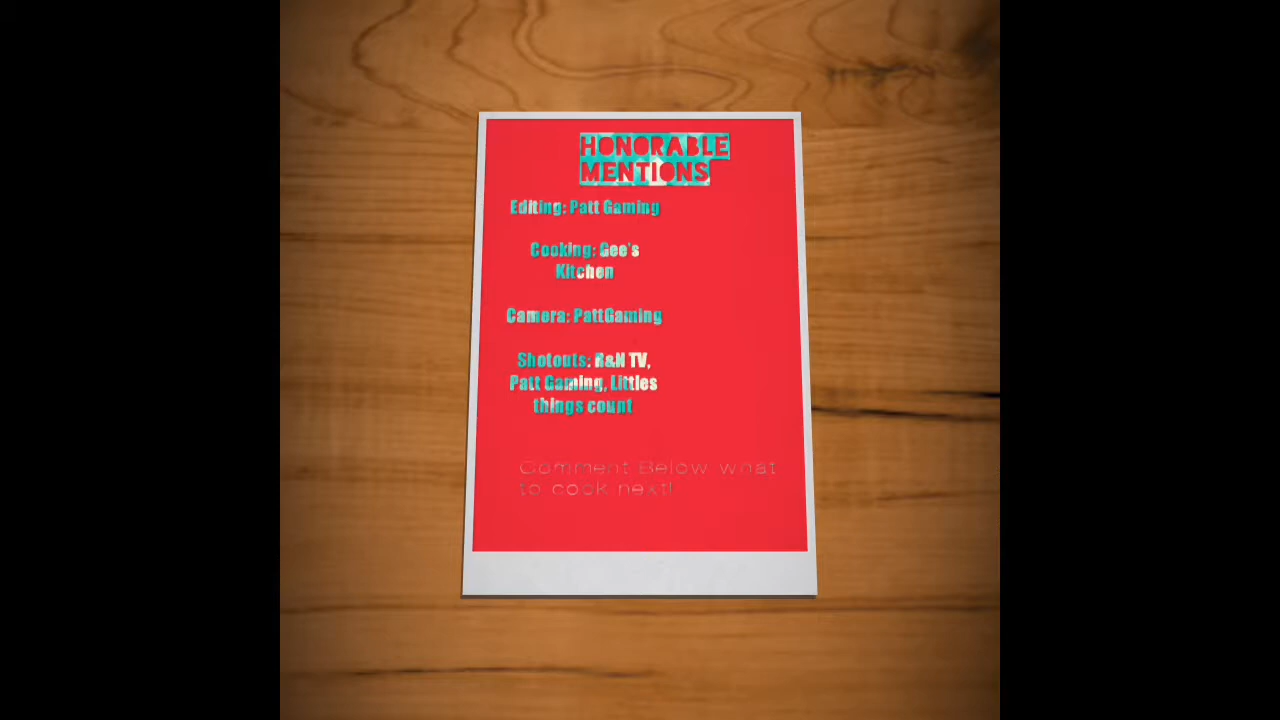 HONORABLE
MENTIONS
Editing: Patt Gaming
Cooking: Gee's
Kitchen
Camera: PattGaming
Shotouts: R&H TV,
Patt Gaming, Litties
things count
Comment Below what
to cook next!